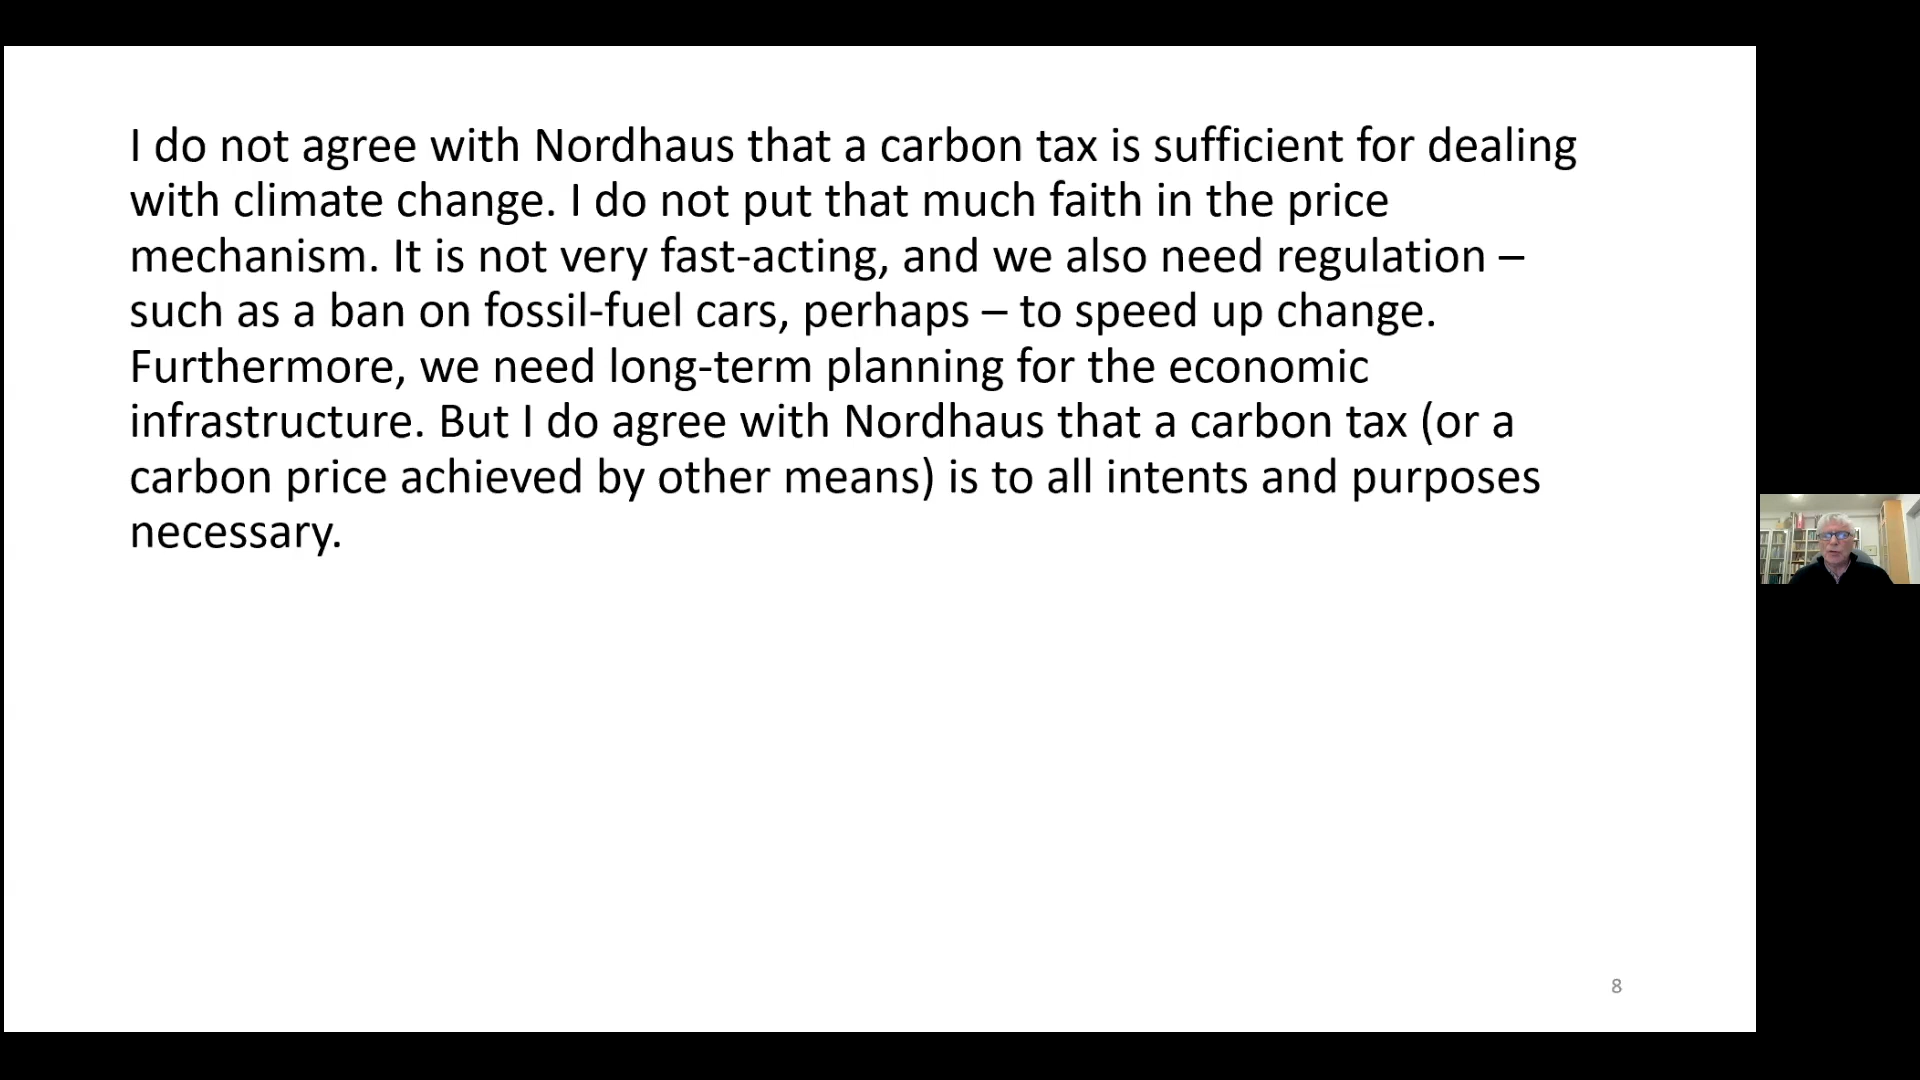 I do not agree with Nordhaus that a carbon tax is sufficient for dealing
with climate change. I do not put that much faith in the price
mechanism. It is not very fast-acting, and we also need regulation –
such as a ban on fossil-fuel cars, perhaps – to speed up change.
Furthermore, we need long-term planning for the economic
infrastructure. But I do agree with Nordhaus that a carbon tax (or a
carbon price achieved by other means) is to all intents and purposes
necessary.
8